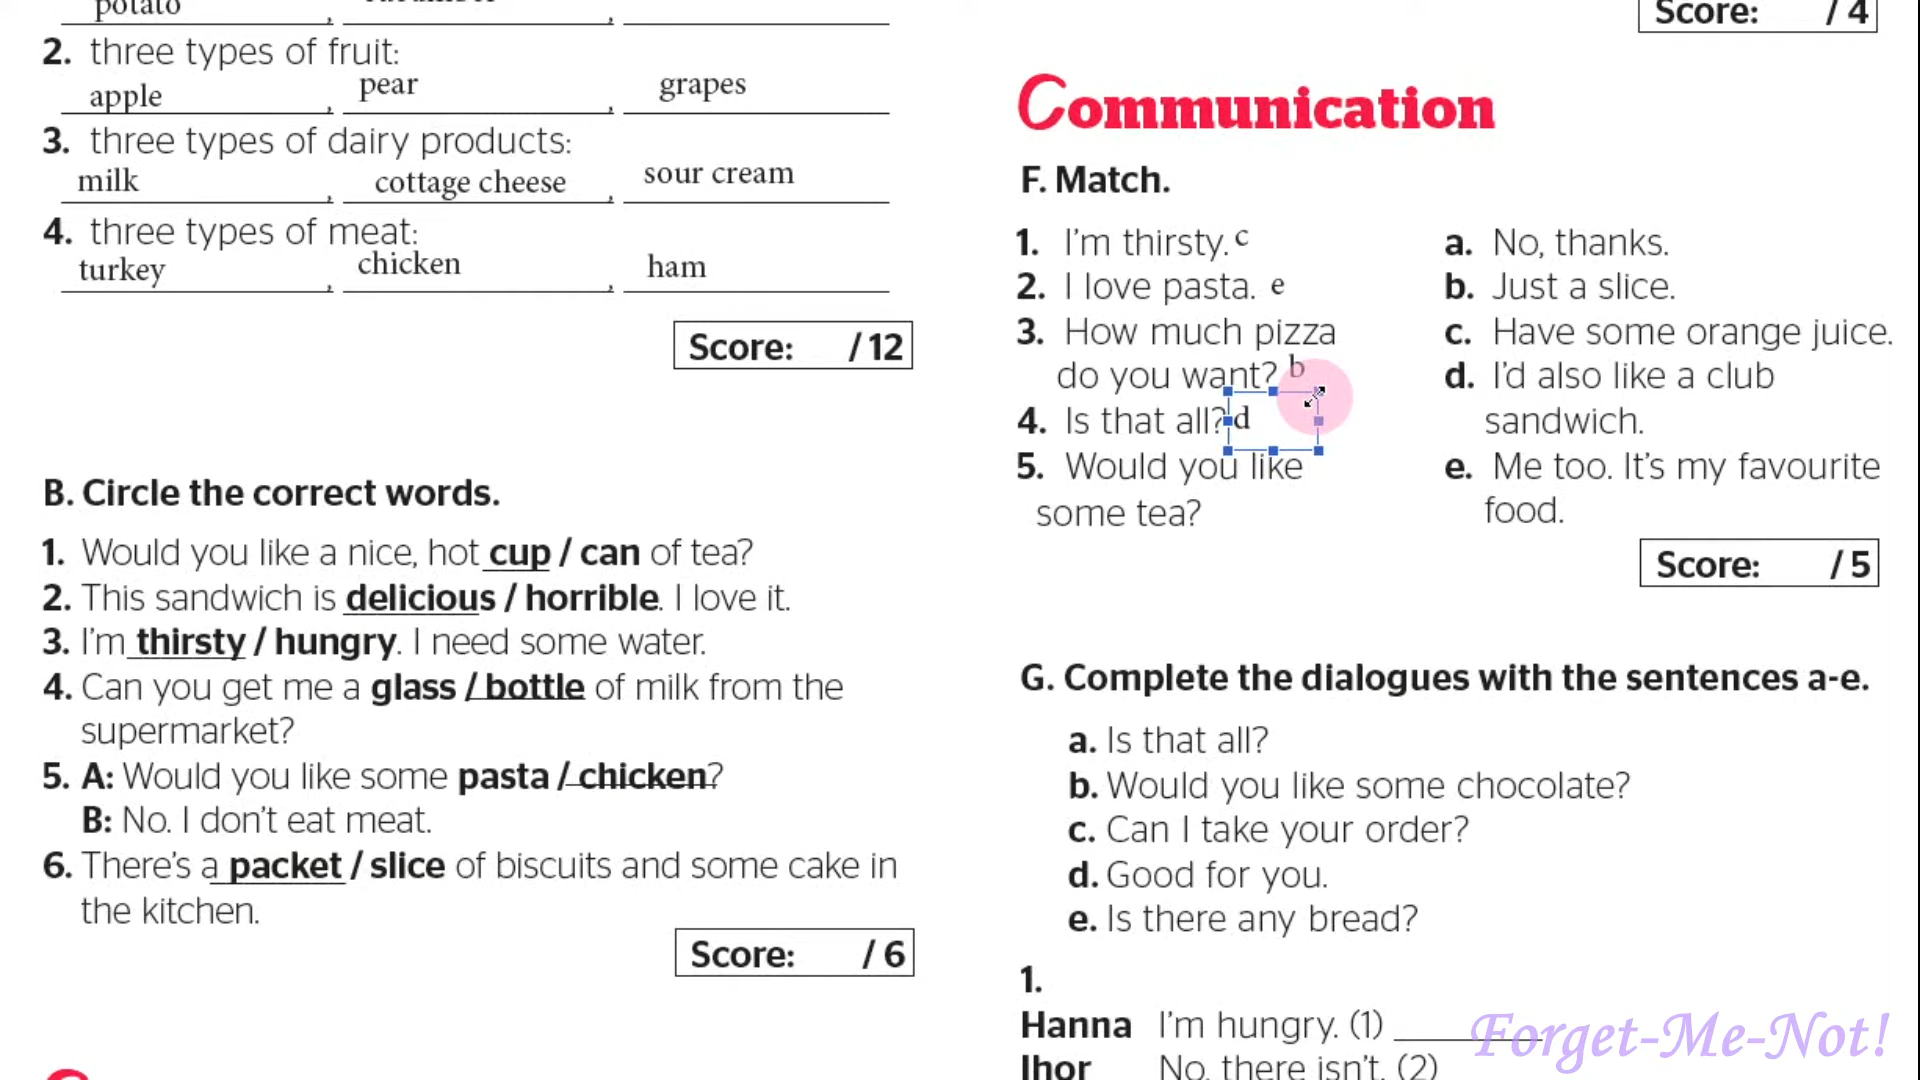 potato , , 
2. three types of fruit:
apple , pear , grapes
3. three types of dairy products:
milk , cottage cheese , sour cream
4. three types of meat:
turkey , chicken , ham
Score: / 12
B. Circle the correct words.
1. Would you like a nice, hot cup / can of tea?
2. This sandwich is delicious / horrible. I love it.
3. I'm thirsty / hungry. I need some water.
4. Can you get me a glass / bottle of milk from the
supermarket?
5. A: Would you like some pasta / chicken?
B: No. I don't eat meat.
6. There's a packet / slice of biscuits and some cake in
the kitchen.
Score: / 6
Score: / 4
Communication
F. Match.
1. I'm thirsty. c
2. I love pasta. e
3. How much pizza
do you want? b
4. Is that all? d
5. Would you like
some tea?
a. No, thanks.
b. Just a slice.
c. Have some orange juice.
d. I'd also like a club
sandwich.
e. Me too. It's my favourite
food.
Score: / 5
G. Complete the dialogues with the sentences a-e.
a. Is that all?
b. Would you like some chocolate?
c. Can I take your order?
d. Good for you.
e. Is there any bread?
1.
Hanna I'm hungry. (1)
Ihor No, there isn't. (2)
Forget-Me-Not!